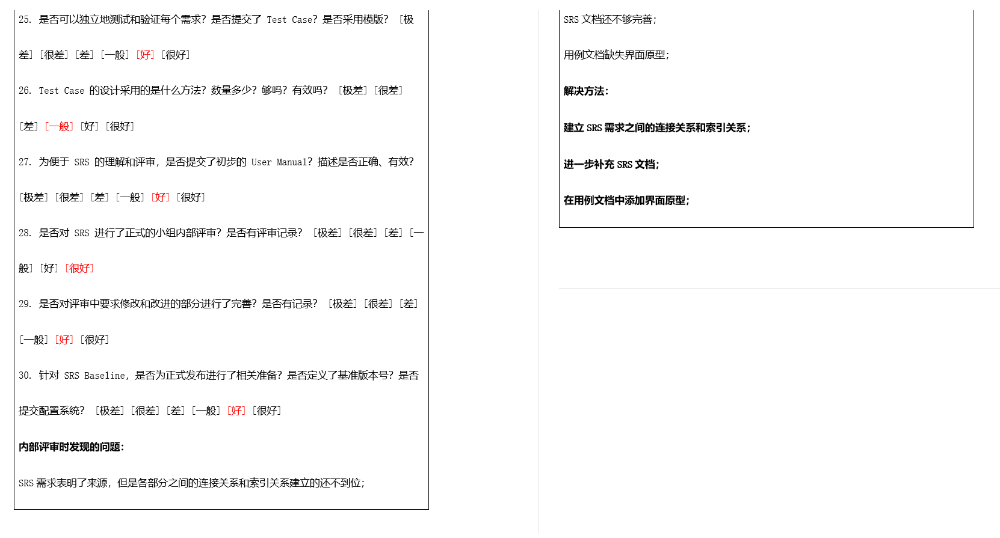 25. 是否可以独立地测试和验证每个需求？是否提交了 Test Case？是否采用模版？ [极
差] [很差] [差] [一般] [好] [很好]
26. Test Case 的设计采用的是什么方法？数量多少？够吗？有效吗？ [极差] [很差]
[差] [一般] [好] [很好]
27. 为便于 SRS 的理解和评审，是否提交了初步的 User Manual？描述是否正确、有效？
[极差] [很差] [差] [一般] [好] [很好]
28. 是否对 SRS 进行了正式的小组内部评审？是否有评审记录？ [极差] [很差] [差] [一
般] [好] [很好]
29. 是否对评审中要求修改和改进的部分进行了完善？是否有记录？ [极差] [很差] [差]
[一般] [好] [很好]
30. 针对 SRS Baseline，是否为正式发布进行了相关准备？是否定义了基准版本号？是否
提交配置系统？ [极差] [很差] [差] [一般] [好] [很好]
内部评审时发现的问题：
SRS 需求表明了来源，但是各部分之间的连接关系和索引关系建立的还不到位；
SRS 文档还不够完善；
用例文档缺失界面原型；
解决方法：
建立 SRS 需求之间的连接关系和索引关系；
进一步补充 SRS 文档；
在用例文档中添加界面原型；